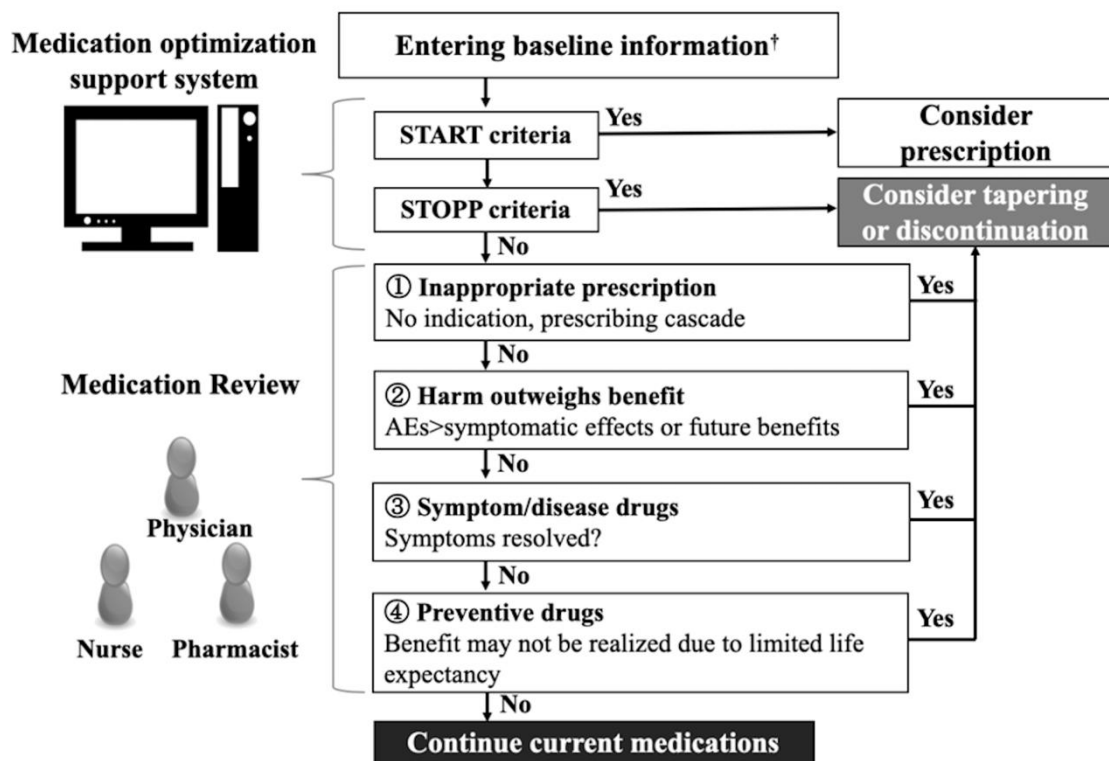 Medication optimization
support system
Entering baseline information†
START criteria
Yes
Consider
prescription
STOPP criteria
Yes
Consider tapering
or discontinuation
No
① Inappropriate prescription
No indication, prescribing cascade
Yes
No
Medication Review
② Harm outweighs benefit
AEs>symptomatic effects or future benefits
Yes
No
③ Symptom/disease drugs
Symptoms resolved?
Yes
No
④ Preventive drugs
Benefit may not be realized due to limited life
expectancy
Yes
No
Physician
Nurse
Pharmacist
Continue current medications